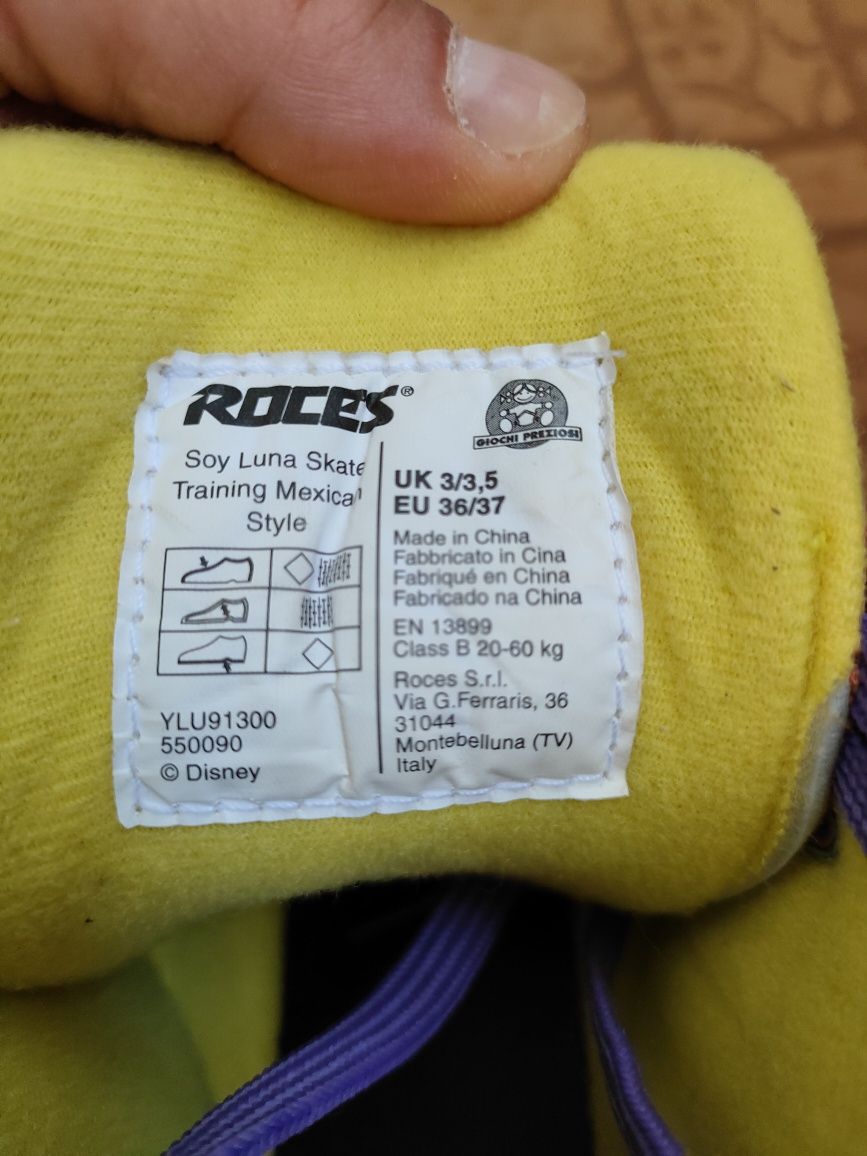 ROCES®
Soy Luna Skate
Training Mexican
Style
YLU91300
550090
© Disney
GIOCHI PREZIOSI
UK 3/3,5
EU 36/37
Made in China
Fabbricato in Cina
Fabriqué en China
Fabricado na China
EN 13899
Class B 20-60 kg
Roces S.r.l.
Via G.Ferraris, 36
31044
Montebelluna (TV)
Italy